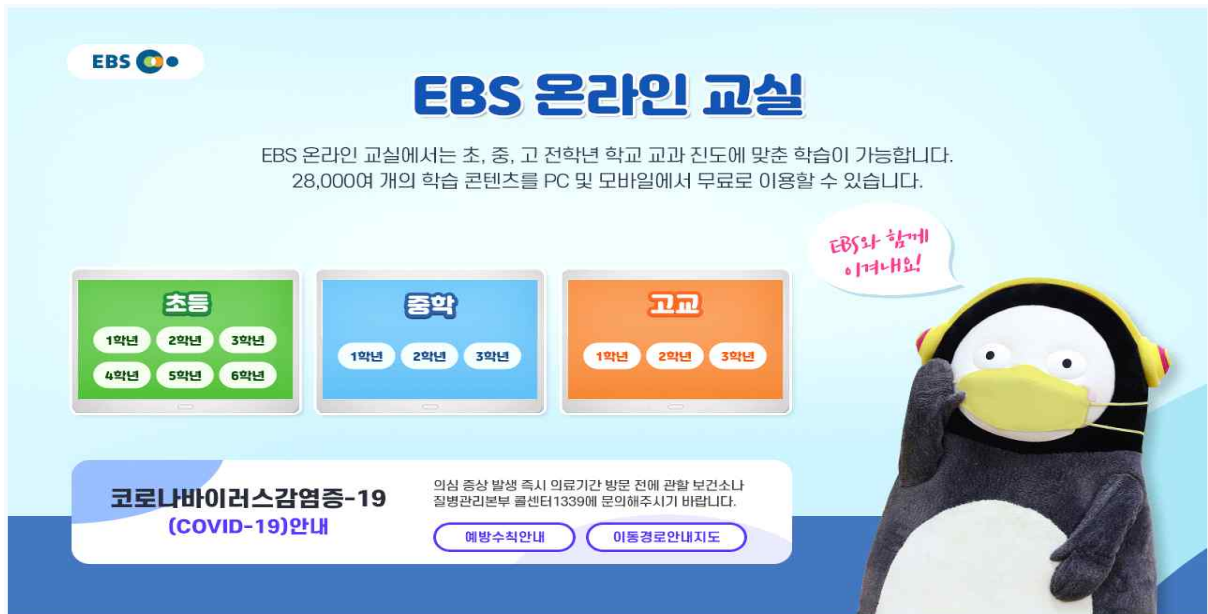 EBS
EBS 온라인 교실
EBS 온라인 교실에서는 초, 중, 고 전학년 학교 교과 진도에 맞춘 학습이 가능합니다.
28,000여 개의 학습 콘텐츠를 PC 및 모바일에서 무료로 이용할 수 있습니다.
EBS와 함께
이겨내요!
초등
1학년 2학년 3학년
4학년 5학년 6학년
중학
1학년 2학년 3학년
고교
1학년 2학년 3학년
코로나바이러스감염증-19
(COVID-19)안내
의심 증상 발생 즉시 의료기간 방문 전에 관할 보건소나
질병관리본부 콜센터1339에 문의해주시기 바랍니다.
예방수칙안내 이동경로안내지도